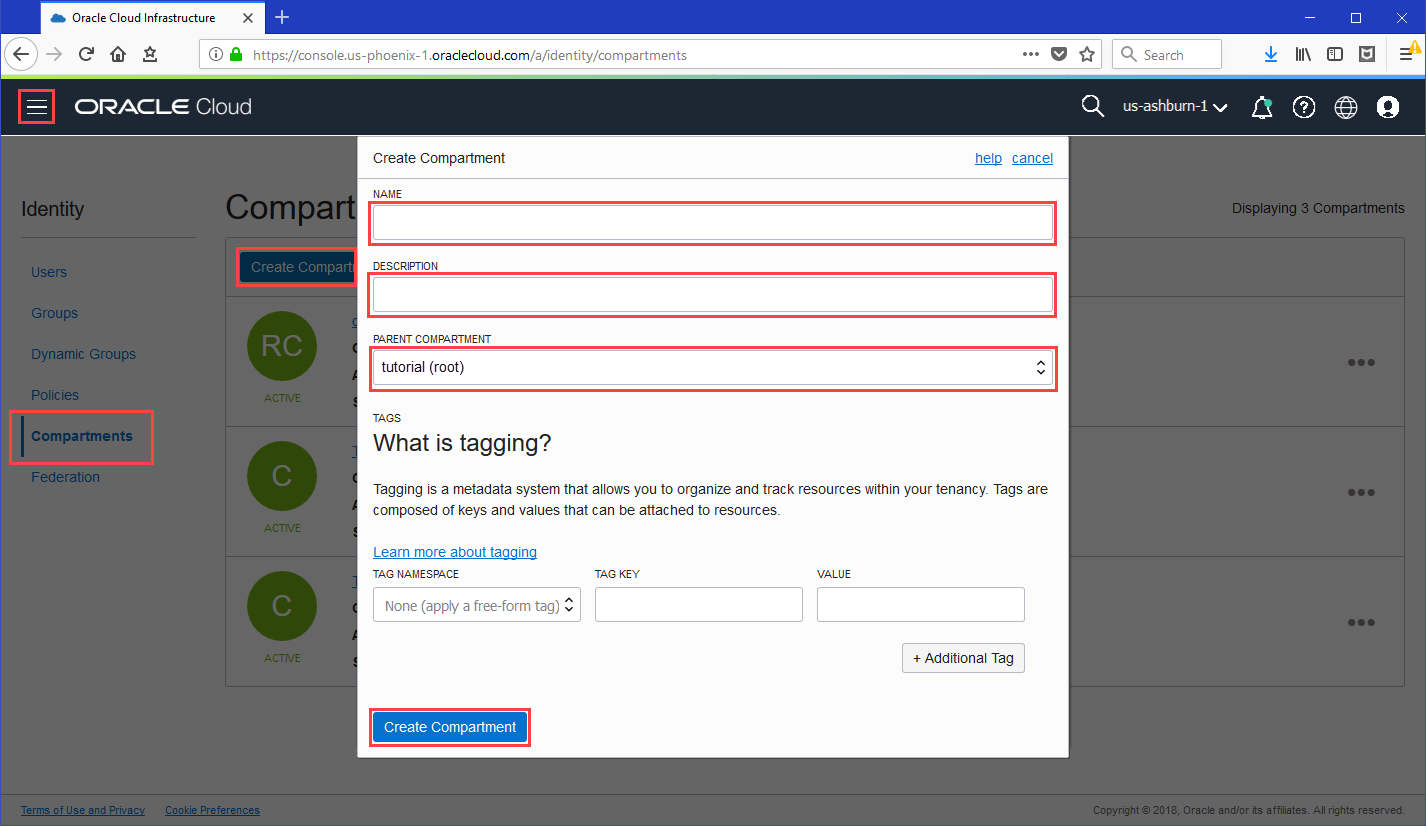 Oracle Cloud Infrastructure
https://console.us-phoenix-1.oraclecloud.com/a/identity/compartments
Search
ORACLE Cloud
us-ashburn-1
Create Compartment
help cancel
Identity
Compart
Displaying 3 Compartments
NAME
Users
Create Compart
DESCRIPTION
Groups
RC
PARENT COMPARTMENT
Dynamic Groups
tutorial (root)
Policies
ACTIVE
TAGS
Compartments
What is tagging?
Federation
C
Tagging is a metadata system that allows you to organize and track resources within your tenancy. Tags are
composed of keys and values that can be attached to resources.
ACTIVE
Learn more about tagging
TAG NAMESPACE TAG KEY VALUE
None (apply a free-form tag)
C
ACTIVE
+ Additional Tag
Create Compartment
Terms of Use and Privacy Cookie Preferences
Copyright © 2018, Oracle and/or its affiliates. All rights reserved.